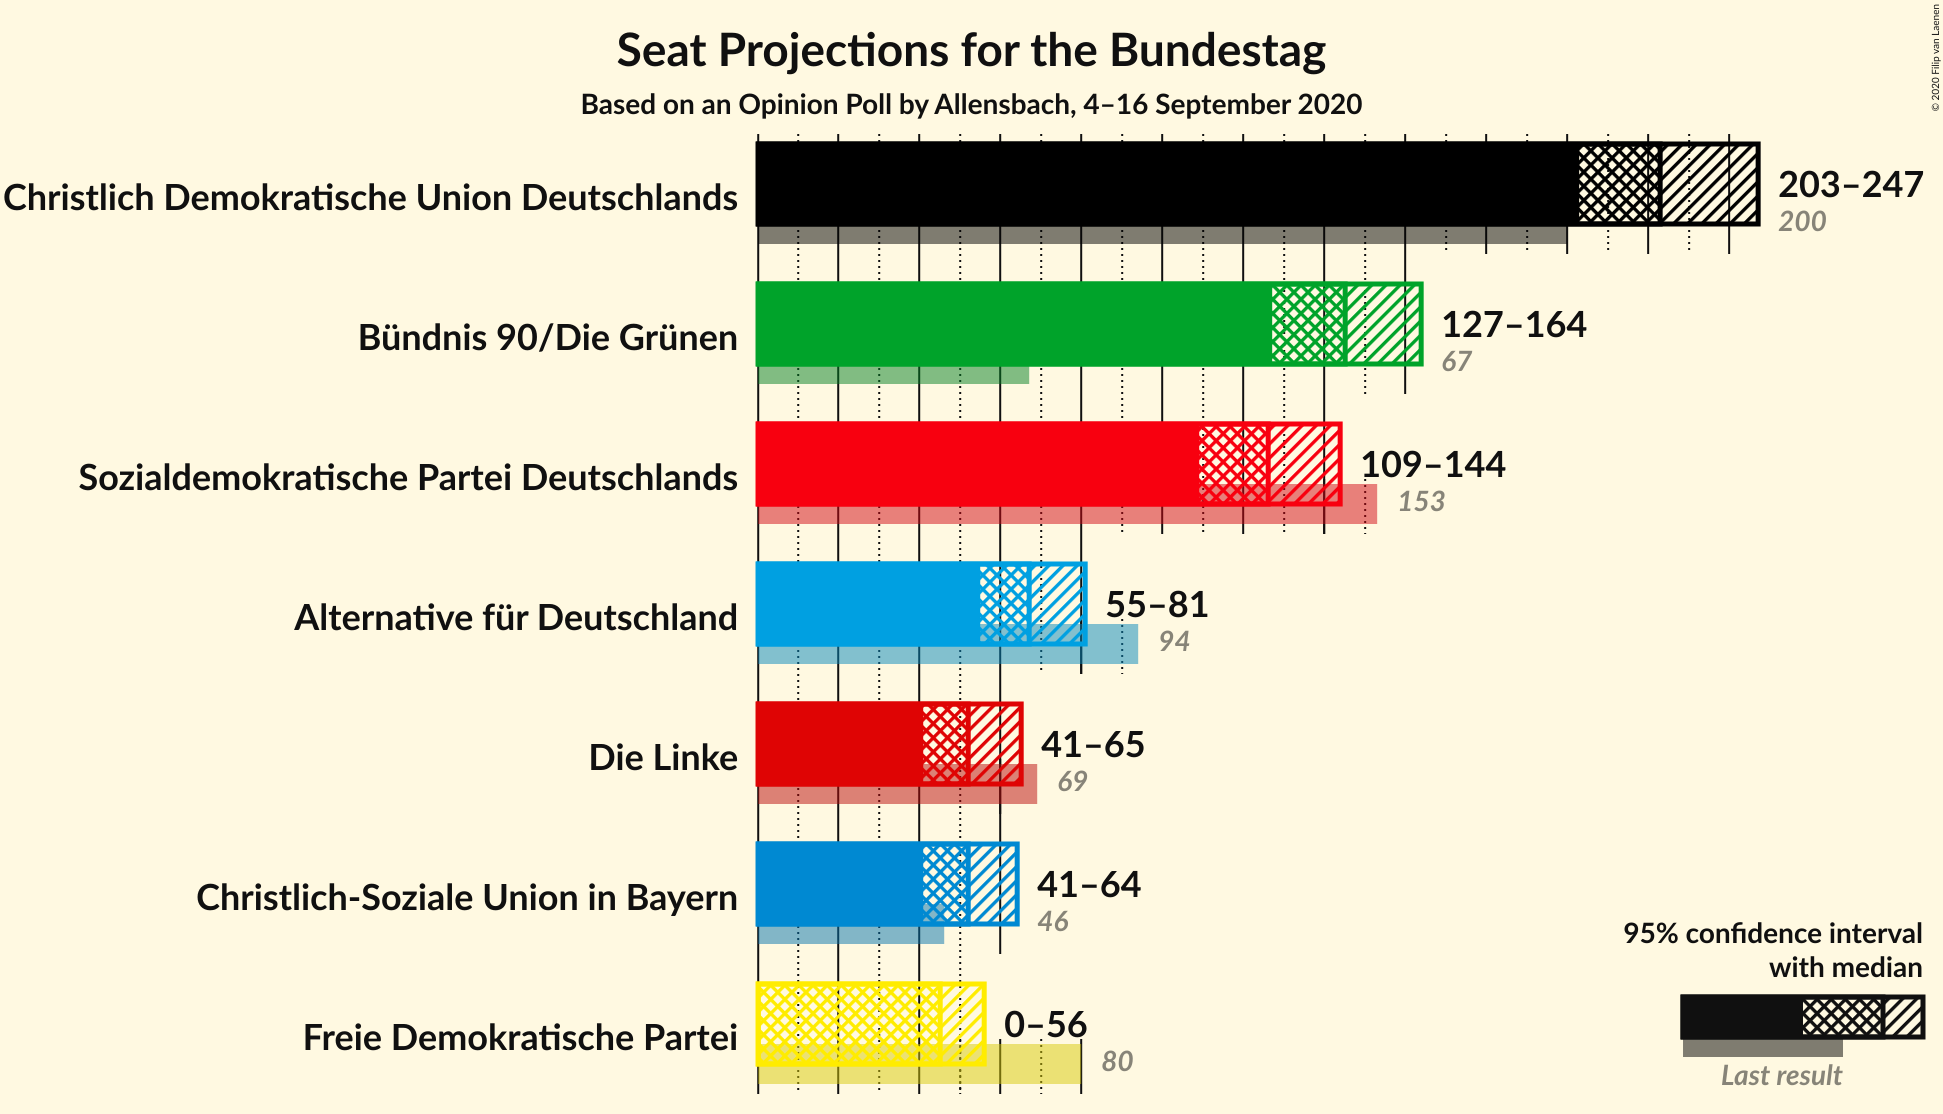 Seat Projections for the Bundestag
Based on an Opinion Poll by Allensbach, 4–16 September 2020
© 2020 Filip van Laenen
Christlich Demokratische Union Deutschlands
203–247
200
Bündnis 90/Die Grünen
127–164
67
Sozialdemokratische Partei Deutschlands
109–144
153
Alternative für Deutschland
55–81
94
Die Linke
41–65
69
Christlich-Soziale Union in Bayern
41–64
46
Freie Demokratische Partei
0–56
80
95% confidence interval
with median
Last result